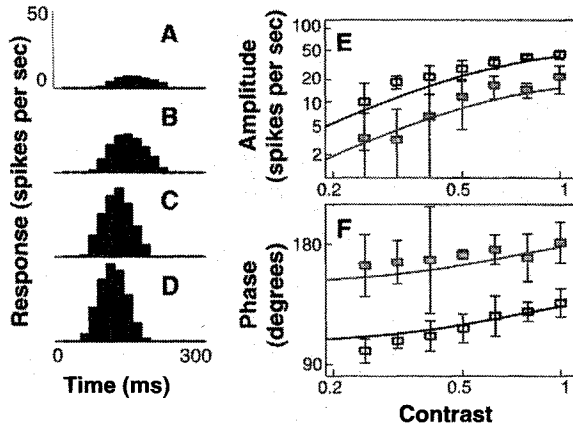 50
0
A
B
C
D
Response (spikes per sec)
0
300
Time (ms)
E
Amplitude
(spikes per sec)
100
50
20
10
5
2
0.2
0.5
1
F
Phase
(degrees)
180
90
0.2
0.5
1
Contrast